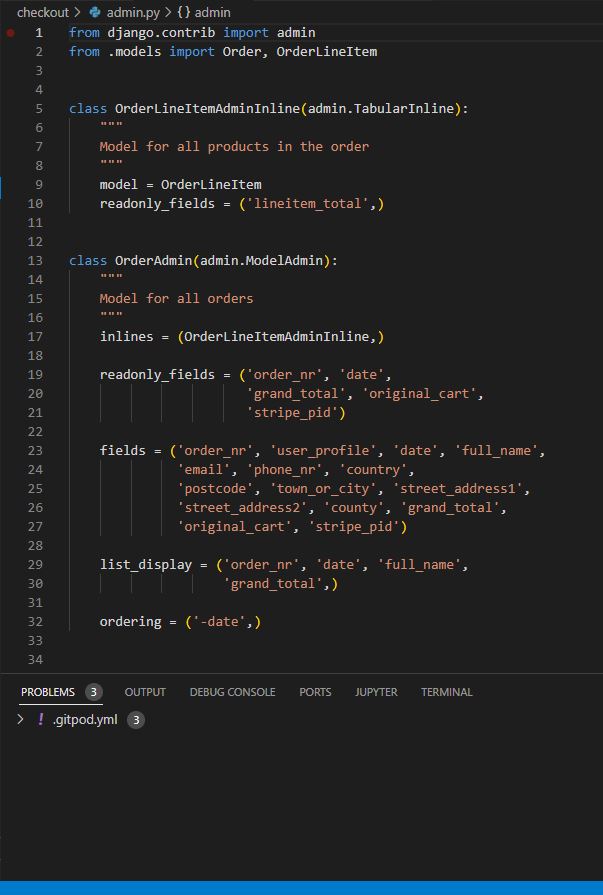 checkout > admin.py > {} admin
1 from django.contrib import admin
2 from .models import Order, OrderLineItem
3
4
5 class OrderLineItemAdminInline(admin.TabularInline):
6     """
7     Model for all products in the order
8     """
9     model = OrderLineItem
10     readonly_fields = ('lineitem_total',)
11
12
13 class OrderAdmin(admin.ModelAdmin):
14     """
15     Model for all orders
16     """
17     inlines = (OrderLineItemAdminInline,)
18
19     readonly_fields = ('order_nr', 'date',
20                        'grand_total', 'original_cart',
21                        'stripe_pid')
22
23     fields = ('order_nr', 'user_profile', 'date', 'full_name',
24               'email', 'phone_nr', 'country',
25               'postcode', 'town_or_city', 'street_address1',
26               'street_address2', 'county', 'grand_total',
27               'original_cart', 'stripe_pid')
28
29     list_display = ('order_nr', 'date', 'full_name',
30                     'grand_total',)
31
32     ordering = ('-date',)
33
34
PROBLEMS 3 OUTPUT DEBUG CONSOLE PORTS JUPYTER TERMINAL
> ! .gitpod.yml 3